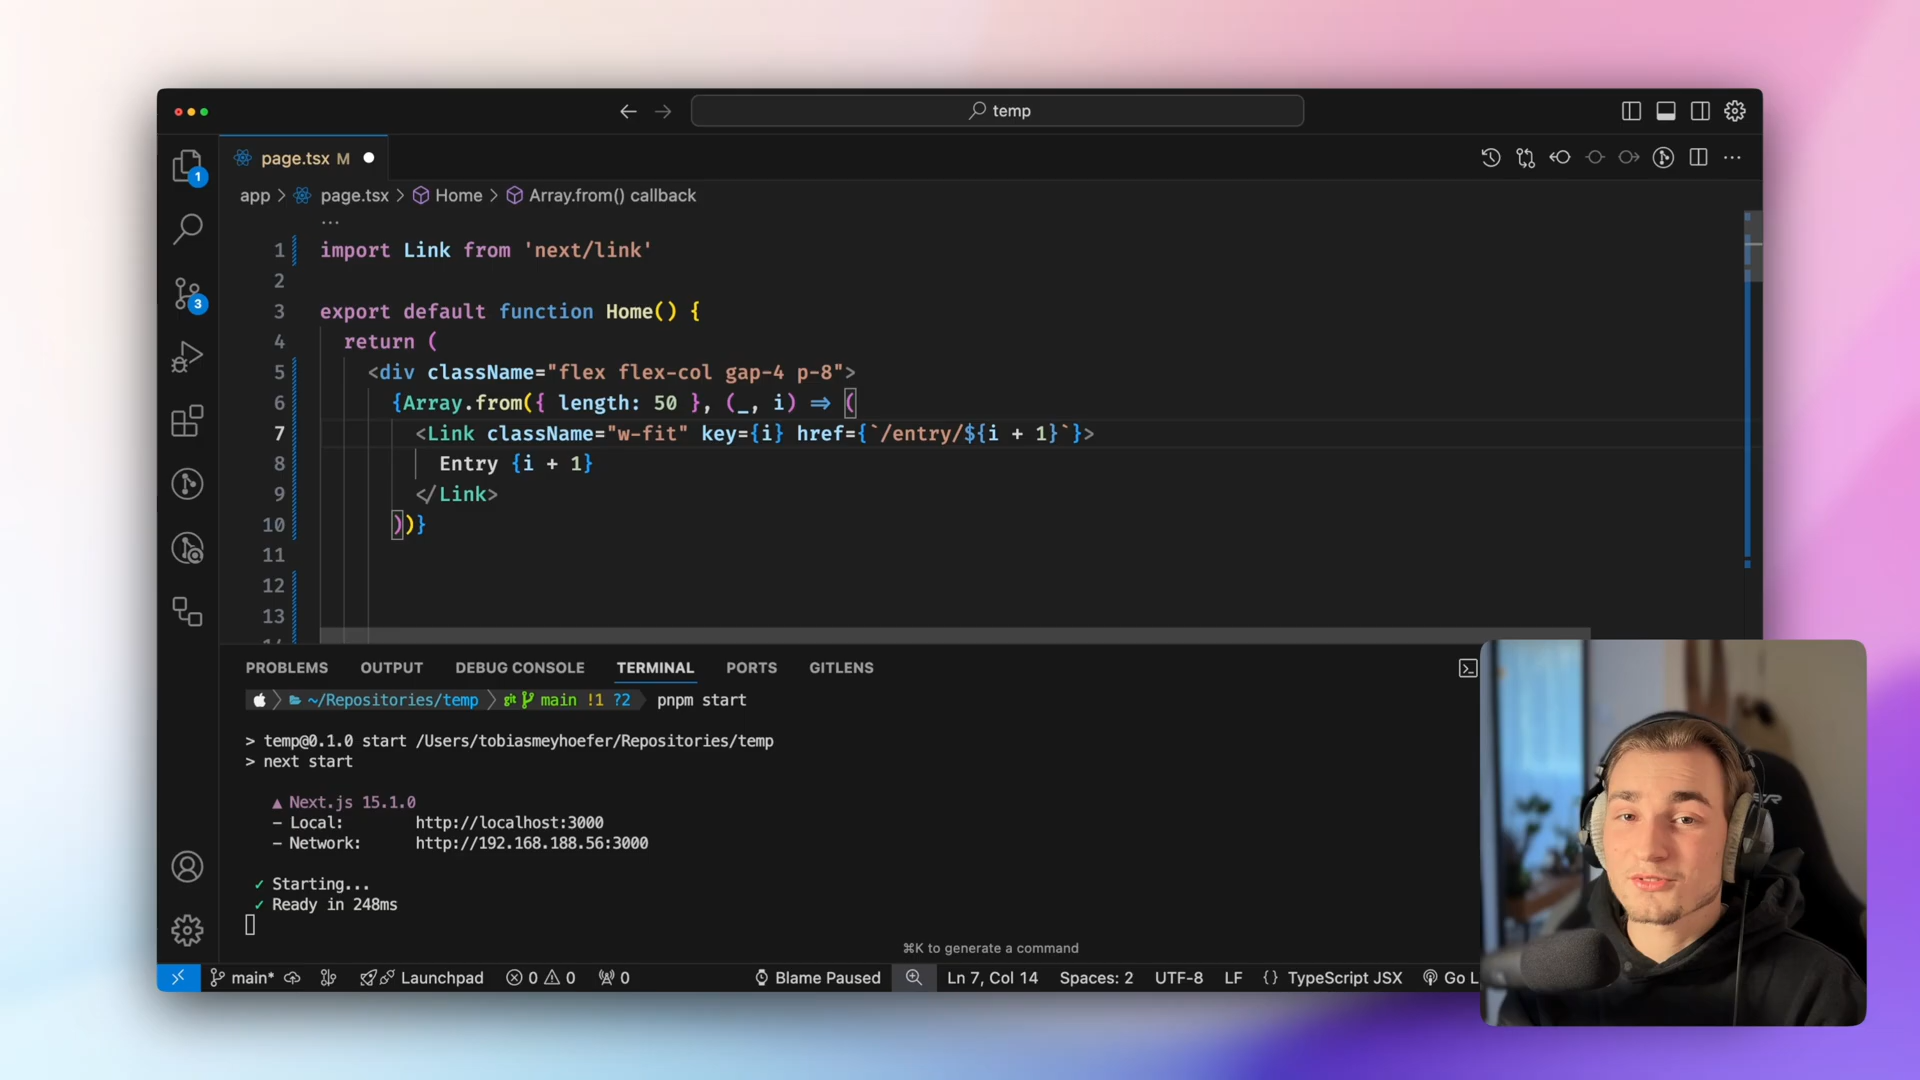 temp
page.tsx M
app > page.tsx > Home > Array.from() callback
...
1 import Link from 'next/link'
2
3 export default function Home() {
4 return (
5 <div className="flex flex-col gap-4 p-8">
6 {Array.from({ length: 50 }, (_, i) => (
7 <Link className="w-fit" key={i} href={`/entry/${i + 1}`}>
8 Entry {i + 1}
9 </Link>
10 ))}
11
12
13
1
3
PROBLEMS OUTPUT DEBUG CONSOLE TERMINAL PORTS GITLENS
~/Repositories/temp git main !1 ?2 pnpm start
> temp@0.1.0 start /Users/tobiasmeyhoefer/Repositories/temp
> next start
▲ Next.js 15.1.0
- Local: http://localhost:3000
- Network: http://192.168.188.56:3000
✓ Starting...
✓ Ready in 248ms
⌘K to generate a command
main* Launchpad 0 0 0 Blame Paused Ln 7, Col 14 Spaces: 2 UTF-8 LF {} TypeScript JSX Go L